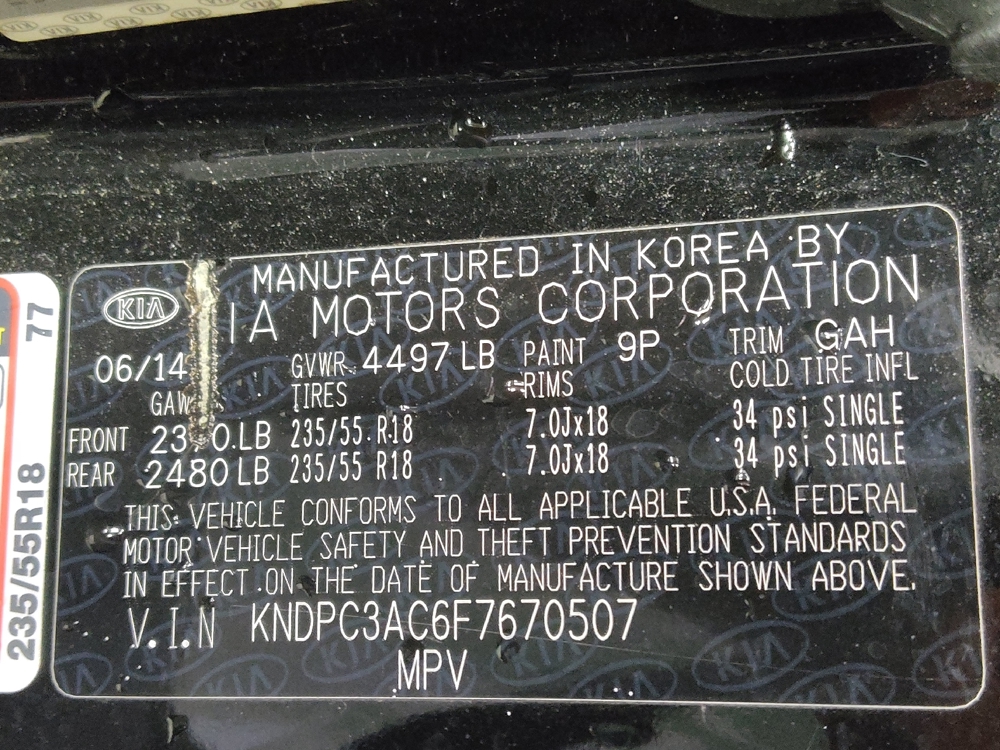 MANUFACTURED IN KOREA BY
KIA
IA MOTORS CORPORATION
06/14 GVWR 4497 LB PAINT 9P TRIM GAH
GAW TIRES RIMS COLD TIRE INFL
FRONT LB 235/55 R18 7.0Jx18 34 psi SINGLE
REAR 2480 LB 235/55 R18 7.0Jx18 34 psi SINGLE
THIS VEHICLE CONFORMS TO ALL APPLICABLE U.S.A. FEDERAL
MOTOR VEHICLE SAFETY AND THEFT PREVENTION STANDARDS
IN EFFECT ON THE DATE OF MANUFACTURE SHOWN ABOVE.
V.I.N KNDPC3AC6F7670507
MPV
235/55R18 77